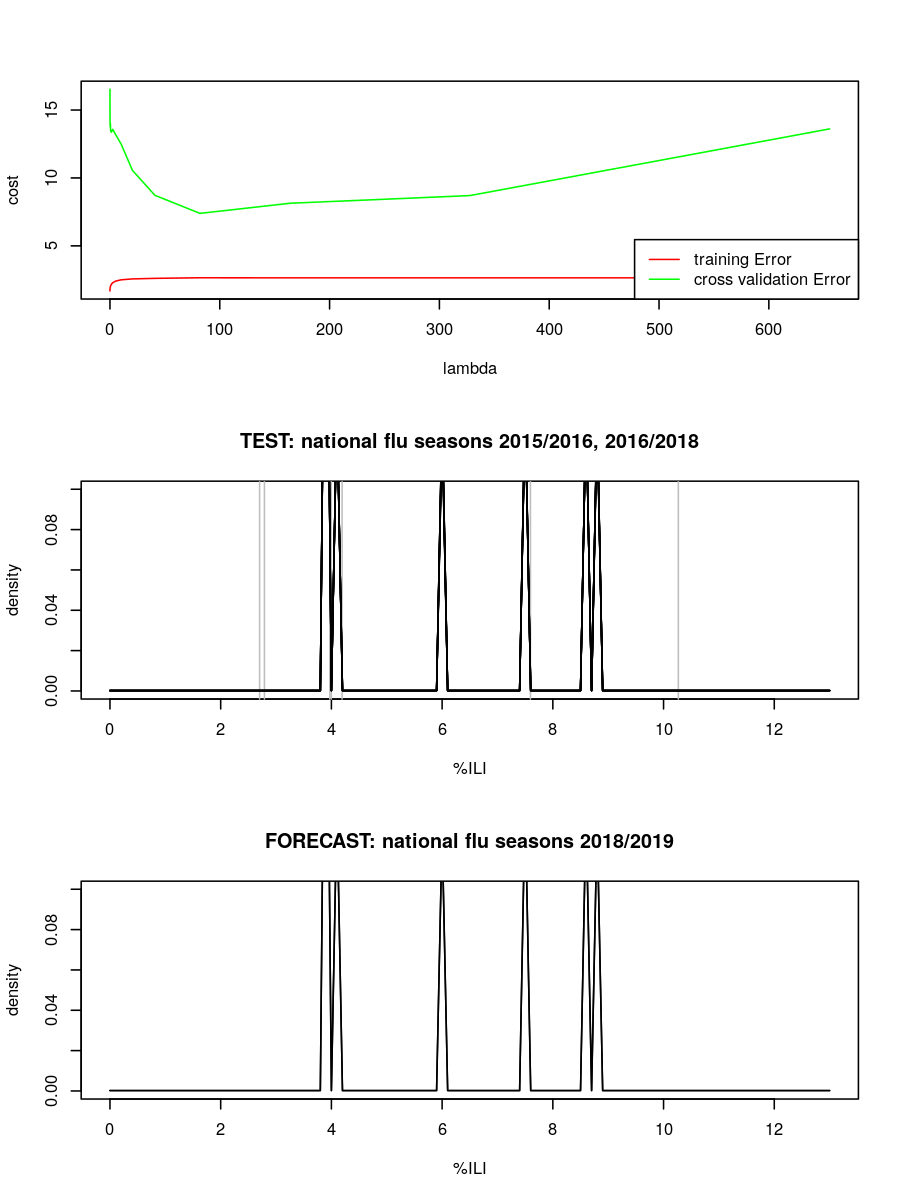 15
10
5
cost
training Error
cross validation Error
0 100 200 300 400 500 600
lambda
TEST: national flu seasons 2015/2016, 2016/2018
0.08
0.04
0.00
density
0 2 4 6 8 10 12
%ILI
FORECAST: national flu seasons 2018/2019
0.08
0.04
0.00
density
0 2 4 6 8 10 12
%ILI